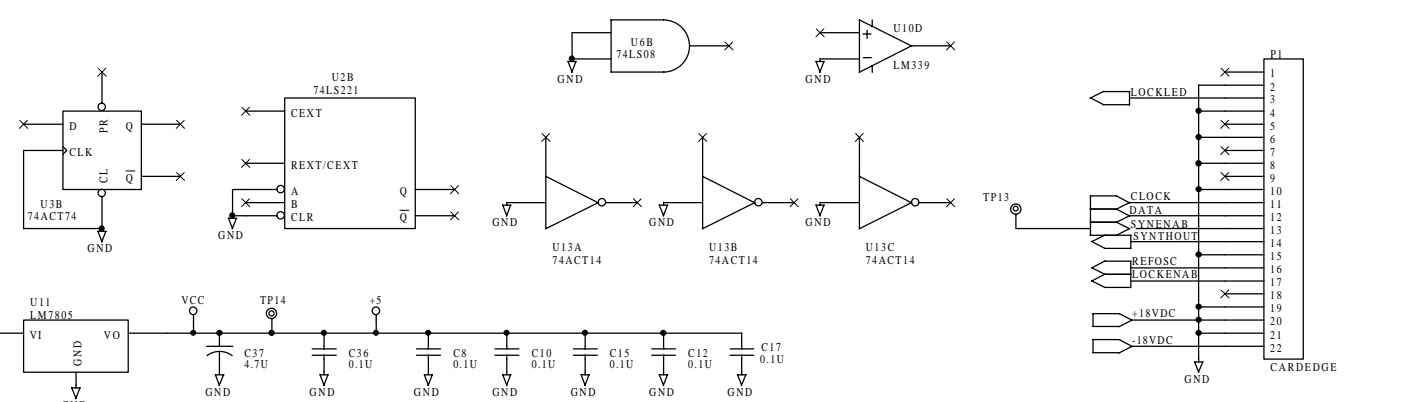 U6B
74LS08
GND
U10D
+
−
LM339
GND
U2B
74LS221
CEXT
REXT/CEXT
A
B
CLR
Q
Q
GND
D
PR
Q
CLK
CL
Q
U3B
74ACT74
GND
GND
U13A
74ACT14
GND
U13B
74ACT14
GND
U13C
74ACT14
TP13
P1
1
2
LOCKLED 3
4
5
6
7
8
9
10
CLOCK 11
DATA 12
SYNENAB 13
SYNTHOUT 14
15
REFOSC 16
LOCKENAB 17
18
19
+18VDC 20
21
-18VDC 22
GND
CARDEDGE
U11
LM7805
VI
VO
GND
VCC
TP14
+5
C37
4.7U
GND
C36
0.1U
GND
C8
0.1U
GND
C10
0.1U
GND
C15
0.1U
GND
C12
0.1U
GND
C17
0.1U
GND